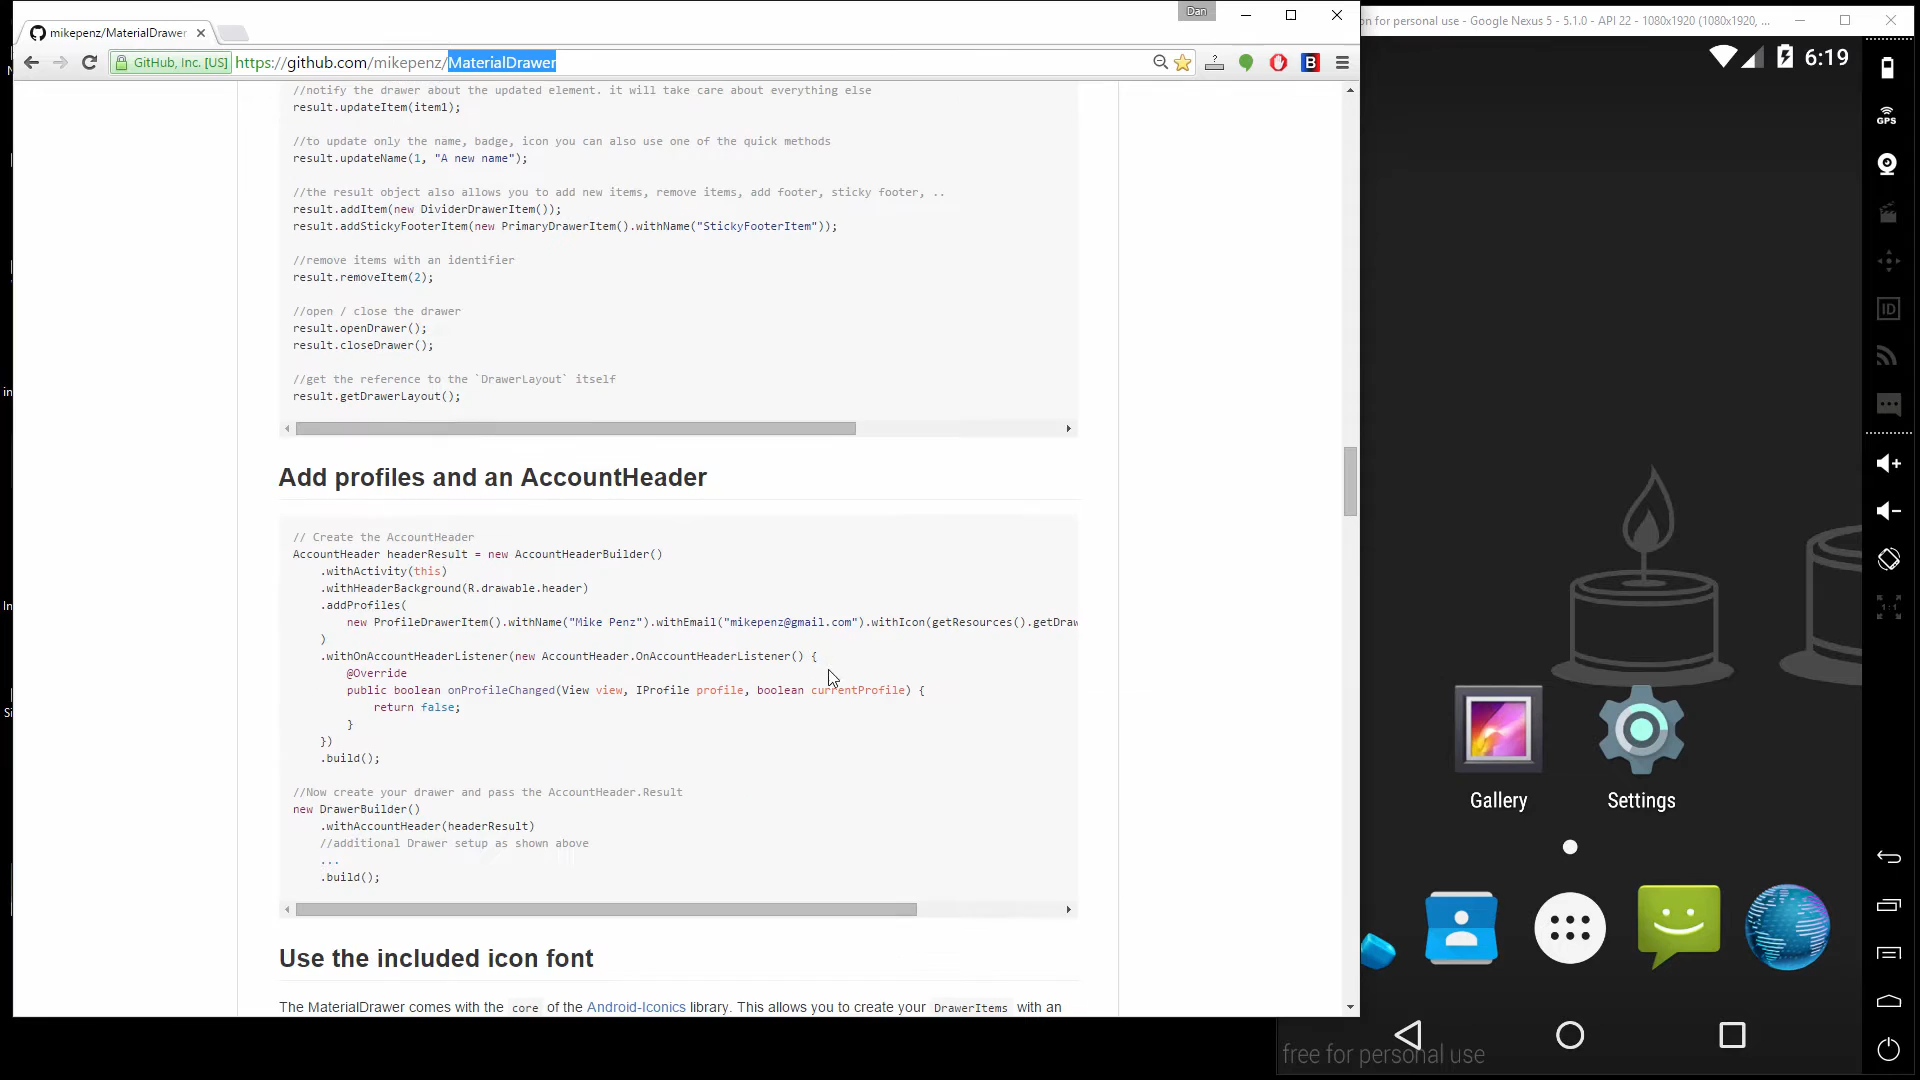 Dan
mikepenz/MaterialDrawer
GitHub, Inc. [US] https://github.com/mikepenz/MaterialDrawer
//notify the drawer about the updated element. it will take care about everything else
result.updateItem(item1);
//to update only the name, badge, icon you can also use one of the quick methods
result.updateName(1, "A new name");
//the result object also allows you to add new items, remove items, add footer, sticky footer, ..
result.addItem(new DividerDrawerItem());
result.addStickyFooterItem(new PrimaryDrawerItem().withName("StickyFooterItem"));
//remove items with an identifier
result.removeItem(2);
//open / close the drawer
result.openDrawer();
result.closeDrawer();
//get the reference to the `DrawerLayout` itself
result.getDrawerLayout();
Add profiles and an AccountHeader
// Create the AccountHeader
AccountHeader headerResult = new AccountHeaderBuilder()
.withActivity(this)
.withHeaderBackground(R.drawable.header)
.addProfiles(
new ProfileDrawerItem().withName("Mike Penz").withEmail("mikepenz@gmail.com").withIcon(getResources().getDraw
)
.withOnAccountHeaderListener(new AccountHeader.OnAccountHeaderListener() {
@Override
public boolean onProfileChanged(View view, IProfile profile, boolean currentProfile) {
return false;
}
})
.build();
//Now create your drawer and pass the AccountHeader.Result
new DrawerBuilder()
.withAccountHeader(headerResult)
//additional Drawer setup as shown above
...
.build();
Use the included icon font
The MaterialDrawer comes with the core of the Android-Iconics library. This allows you to create your DrawerItems with an
on for personal use - Google Nexus 5 - 5.1.0 - API 22 - 1080x1920 (1080x1920, ...
6:19
GPS
ID
1:1
Gallery
Settings
free for personal use